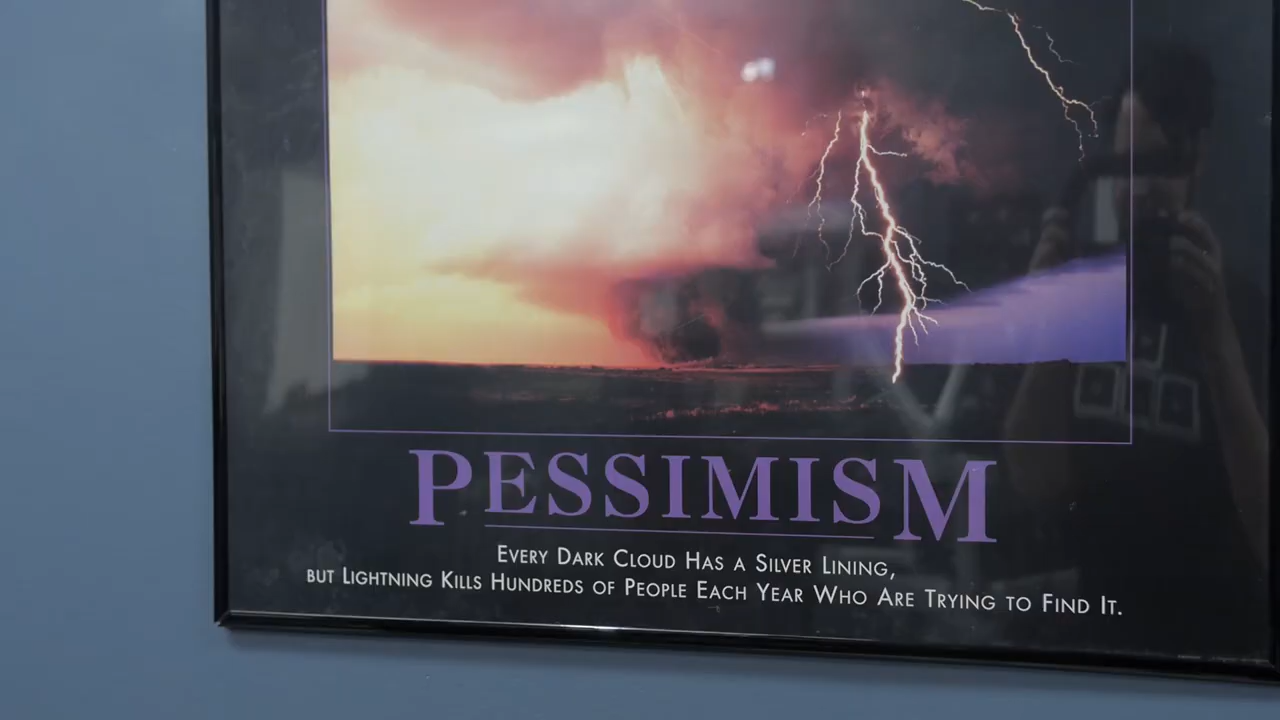 PESSIMISM
EVERY DARK CLOUD HAS A SILVER LINING,
BUT LIGHTNING KILLS HUNDREDS OF PEOPLE EACH YEAR WHO ARE TRYING TO FIND IT.